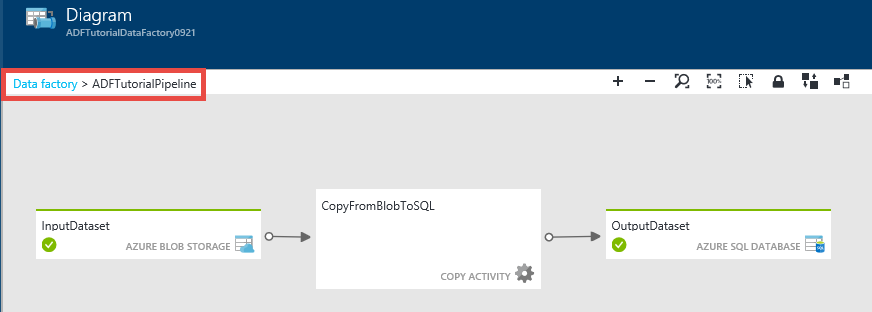 Diagram
ADFTutorialDataFactory0921
Data factory > ADFTutorialPipeline
100%
CopyFromBlobToSQL
COPY ACTIVITY
InputDataset
AZURE BLOB STORAGE
OutputDataset
AZURE SQL DATABASE